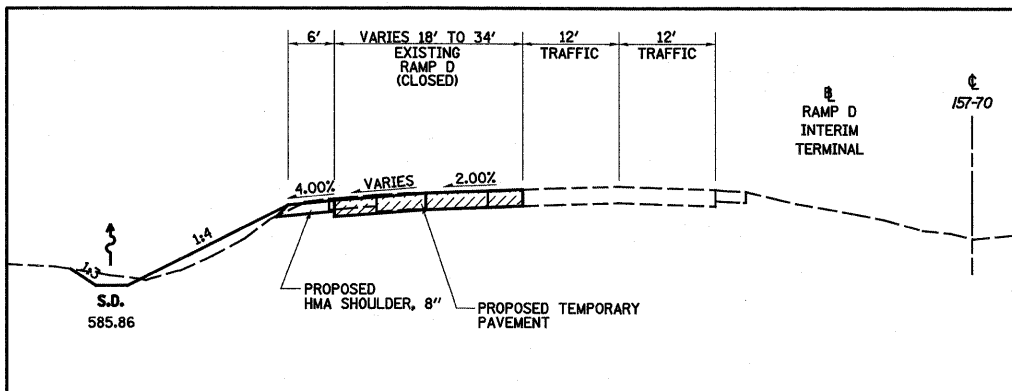 6' VARIES 18' TO 34' 12' 12'
EXISTING TRAFFIC TRAFFIC
RAMP D
(CLOSED)
℄
157-70
BL
RAMP D
INTERIM
TERMINAL
4.00% VARIES 2.00%
1:4
1:3
S.D.
585.86
PROPOSED
HMA SHOULDER, 8"
PROPOSED TEMPORARY
PAVEMENT